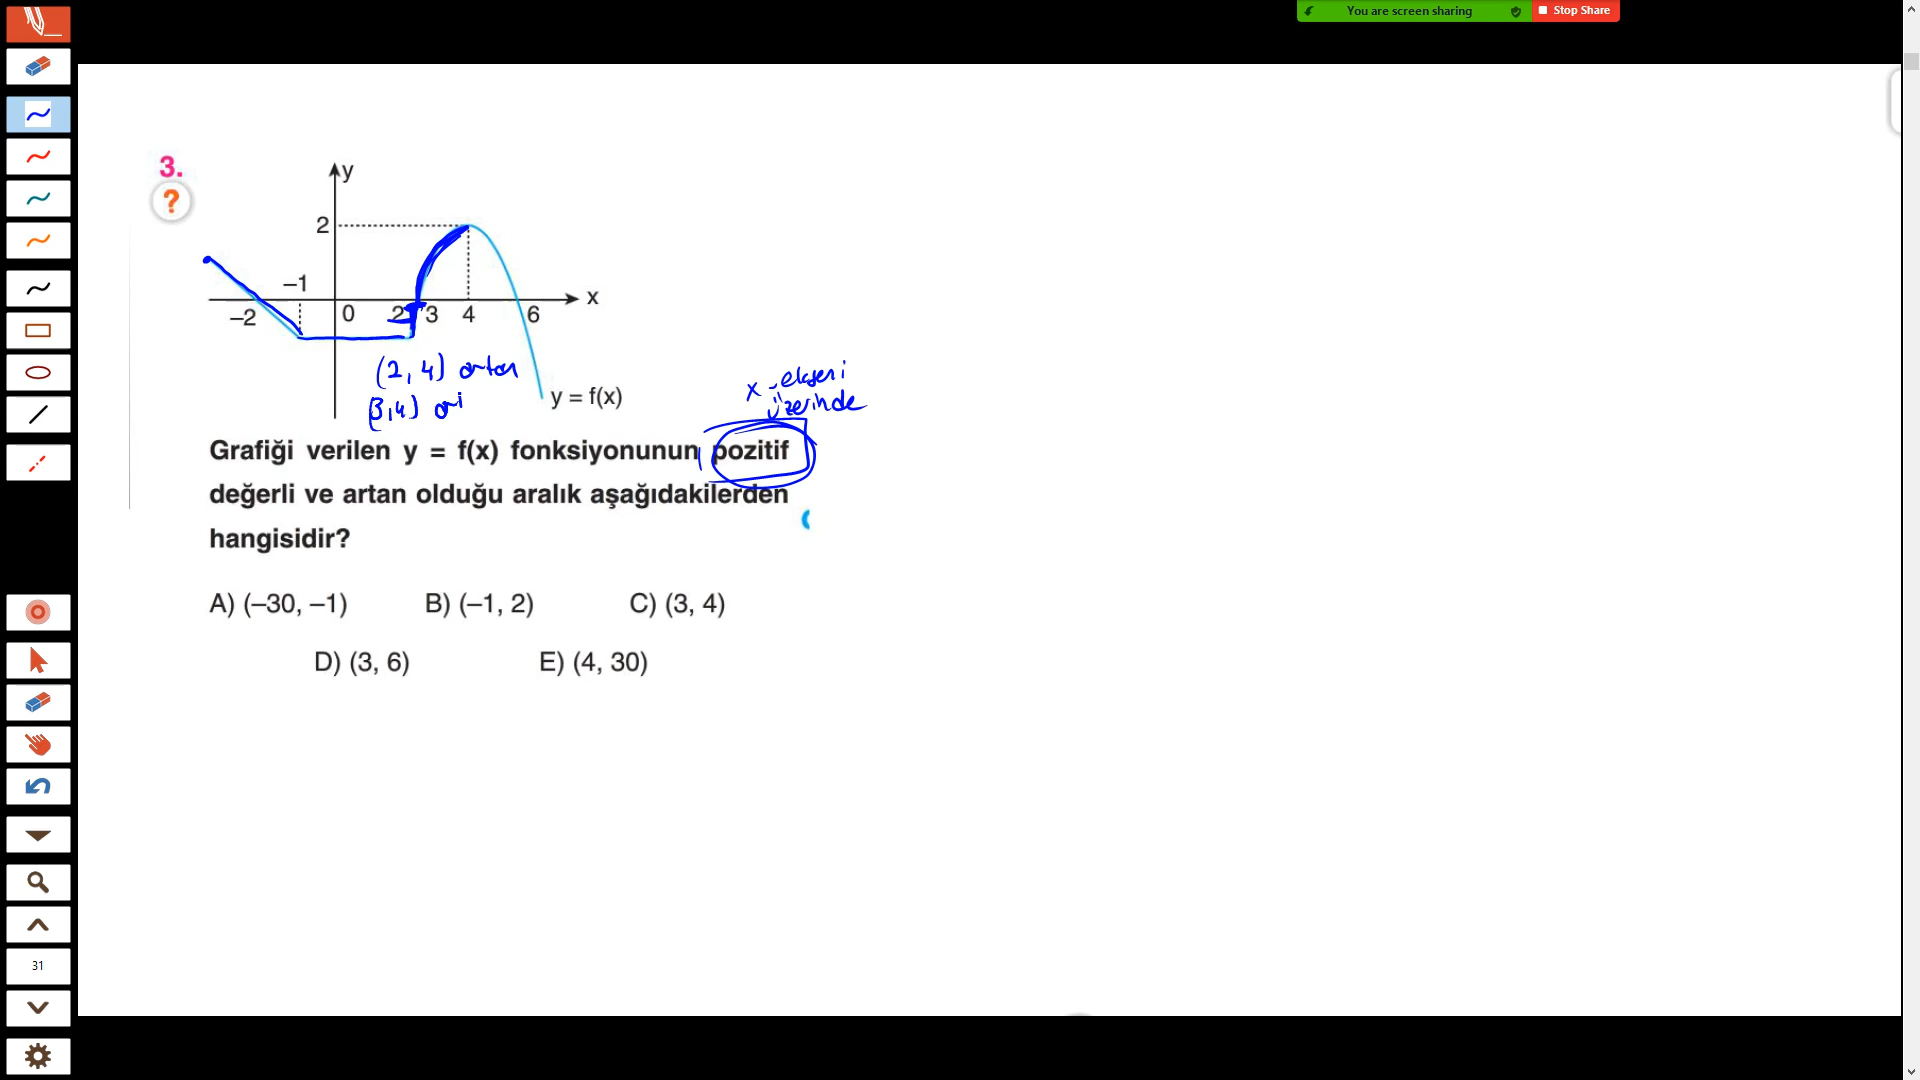 You are screen sharing
Stop Share
3.
?
y
2
–1
x
–2
0
2
3
4
6
(2, 4) artan
(3,4)
y = f(x)
x - ekseni
üzerinde
Grafiği verilen y = f(x) fonksiyonunun pozitif
değerli ve artan olduğu aralık aşağıdakilerden
hangisidir?
A) (–30, –1) B) (–1, 2) C) (3, 4)
D) (3, 6) E) (4, 30)
31